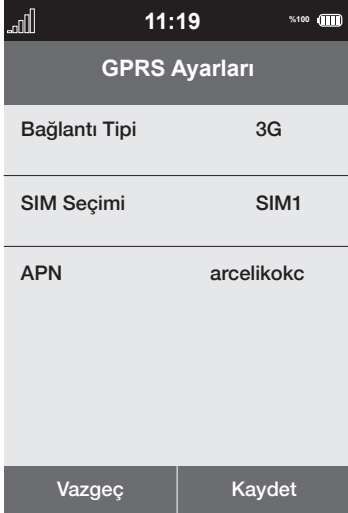 11:19 %100
GPRS Ayarları
Bağlantı Tipi 3G
SIM Seçimi SIM1
APN arcelikokc
Vazgeç Kaydet